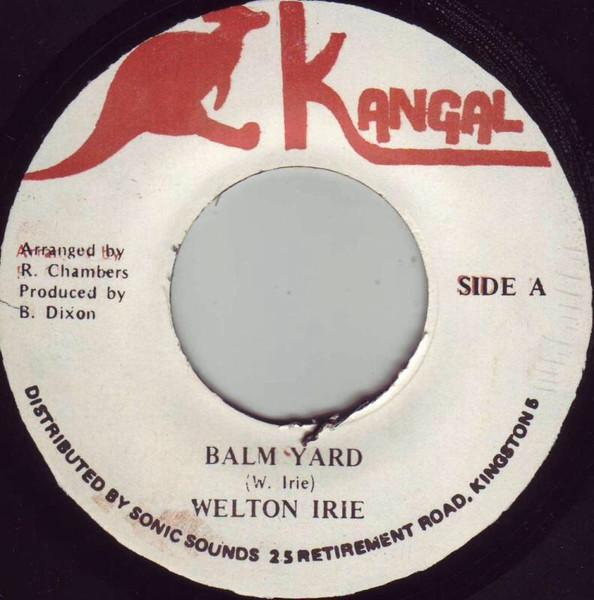 KANGAL
Arranged by
R. Chambers
Produced by
B. Dixon
SIDE A
BALM YARD
(W. Irie)
WELTON IRIE
DISTRIBUTED BY SONIC SOUNDS 25 RETIREMENT ROAD, KINGSTON 5